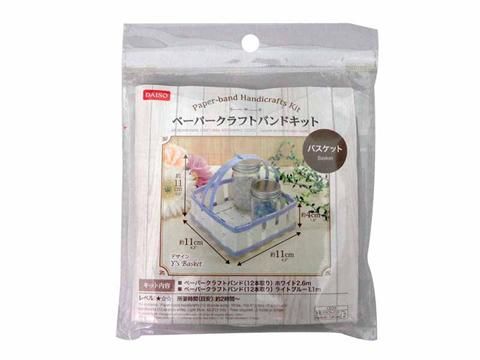 DAISO
Paper-band Handicrafts Kit
ペーパークラフトバンドキット
バスケット
Basket
約
11
cm
約11cm
約11cm
約4cm
デザイン
Y's Basket
キット内容
■ペーパークラフトバンド(12本取り) ホワイト2.6m
■ペーパークラフトバンド(12本取り) ライトブルー1.1m
レベル:★☆☆ 所要時間(目安):約2時間~